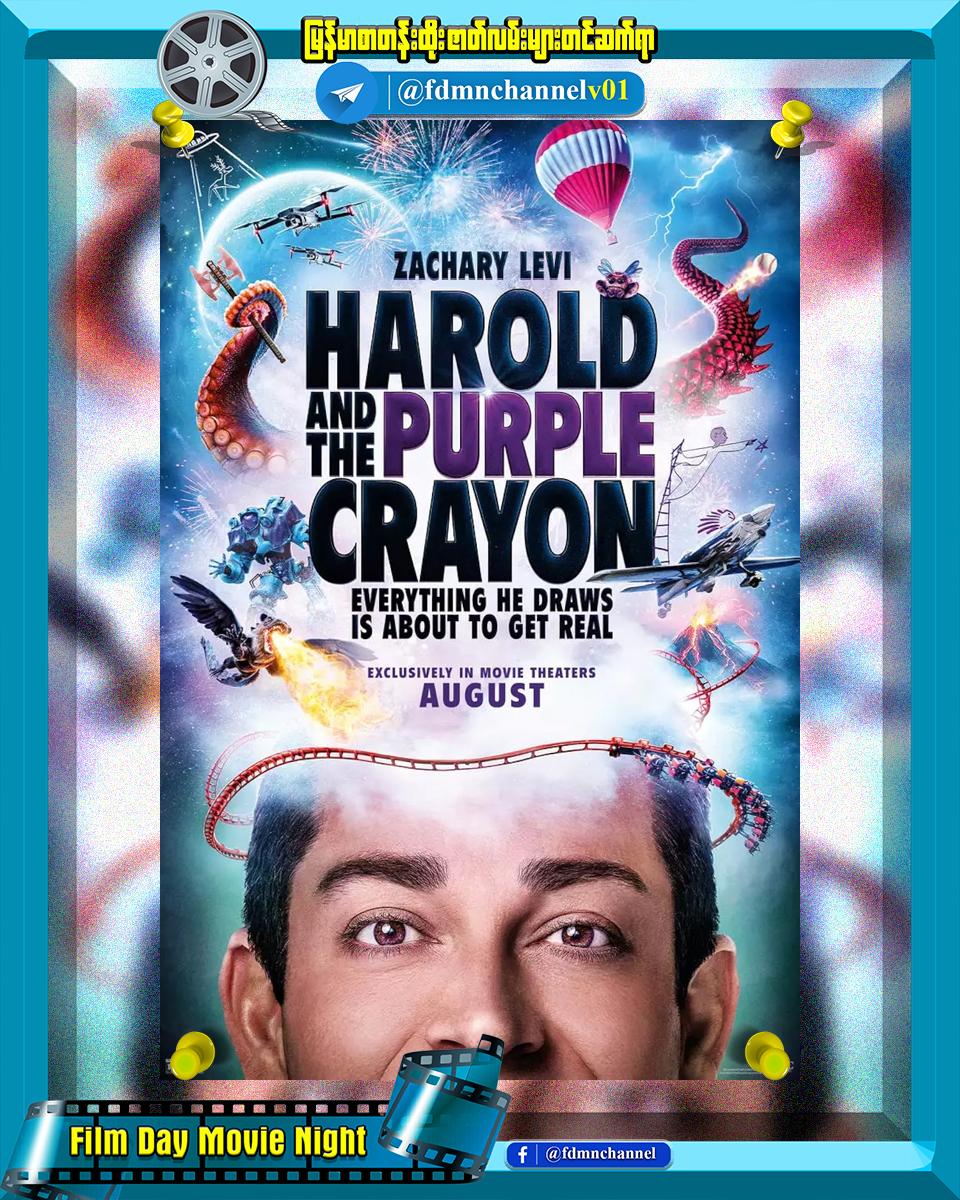 မြန်မာစာတန်းထိုး ဇာတ်လမ်းများတင်ဆက်ရာ
@fdmnchannelv01
ZACHARY LEVI
HAROLD
AND
THE PURPLE
CRAYON
EVERYTHING HE DRAWS
IS ABOUT TO GET REAL
EXCLUSIVELY IN MOVIE THEATERS
AUGUST
Film Day Movie Night
f @fdmnchannel